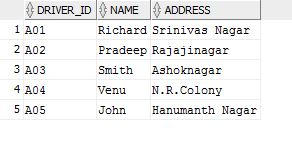 DRIVER_ID NAME ADDRESS
1 A01 Richard Srinivas Nagar
2 A02 Pradeep Rajajinagar
3 A03 Smith Ashoknagar
4 A04 Venu N.R.Colony
5 A05 John Hanumanth Nagar